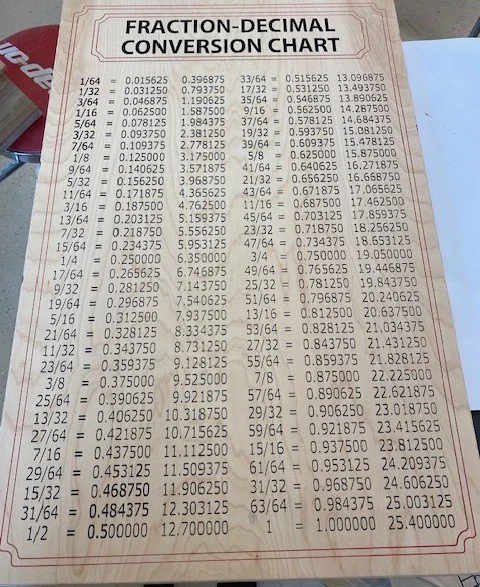 FRACTION-DECIMAL
CONVERSION CHART
1/64 = 0.015625 0.396875
1/32 = 0.031250 0.793750
3/64 = 0.046875 1.190625
1/16 = 0.062500 1.587500
5/64 = 0.078125 1.984375
3/32 = 0.093750 2.381250
7/64 = 0.109375 2.778125
1/8 = 0.125000 3.175000
9/64 = 0.140625 3.571875
5/32 = 0.156250 3.968750
11/64 = 0.171875 4.365625
3/16 = 0.187500 4.762500
13/64 = 0.203125 5.159375
7/32 = 0.218750 5.556250
15/64 = 0.234375 5.953125
1/4 = 0.250000 6.350000
17/64 = 0.265625 6.746875
9/32 = 0.281250 7.143750
19/64 = 0.296875 7.540625
5/16 = 0.312500 7.937500
21/64 = 0.328125 8.334375
11/32 = 0.343750 8.731250
23/64 = 0.359375 9.128125
3/8 = 0.375000 9.525000
25/64 = 0.390625 9.921875
13/32 = 0.406250 10.318750
27/64 = 0.421875 10.715625
7/16 = 0.437500 11.112500
29/64 = 0.453125 11.509375
15/32 = 0.468750 11.906250
31/64 = 0.484375 12.303125
1/2 = 0.500000 12.700000
33/64 = 0.515625 13.096875
17/32 = 0.531250 13.493750
35/64 = 0.546875 13.890625
9/16 = 0.562500 14.287500
37/64 = 0.578125 14.684375
19/32 = 0.593750 15.081250
39/64 = 0.609375 15.478125
5/8 = 0.625000 15.875000
41/64 = 0.640625 16.271875
21/32 = 0.656250 16.668750
43/64 = 0.671875 17.065625
11/16 = 0.687500 17.462500
45/64 = 0.703125 17.859375
23/32 = 0.718750 18.256250
47/64 = 0.734375 18.653125
3/4 = 0.750000 19.050000
49/64 = 0.765625 19.446875
25/32 = 0.781250 19.843750
51/64 = 0.796875 20.240625
13/16 = 0.812500 20.637500
53/64 = 0.828125 21.034375
27/32 = 0.843750 21.431250
55/64 = 0.859375 21.828125
7/8 = 0.875000 22.225000
57/64 = 0.890625 22.621875
29/32 = 0.906250 23.018750
59/64 = 0.921875 23.415625
15/16 = 0.937500 23.812500
61/64 = 0.953125 24.209375
31/32 = 0.968750 24.606250
63/64 = 0.984375 25.003125
1 = 1.000000 25.400000